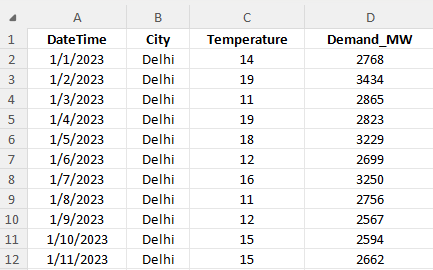 A B C D
1 DateTime City Temperature Demand_MW
2 1/1/2023 Delhi 14 2768
3 1/2/2023 Delhi 19 3434
4 1/3/2023 Delhi 11 2865
5 1/4/2023 Delhi 19 2823
6 1/5/2023 Delhi 18 3229
7 1/6/2023 Delhi 12 2699
8 1/7/2023 Delhi 16 3250
9 1/8/2023 Delhi 11 2756
10 1/9/2023 Delhi 12 2567
11 1/10/2023 Delhi 15 2594
12 1/11/2023 Delhi 15 2662